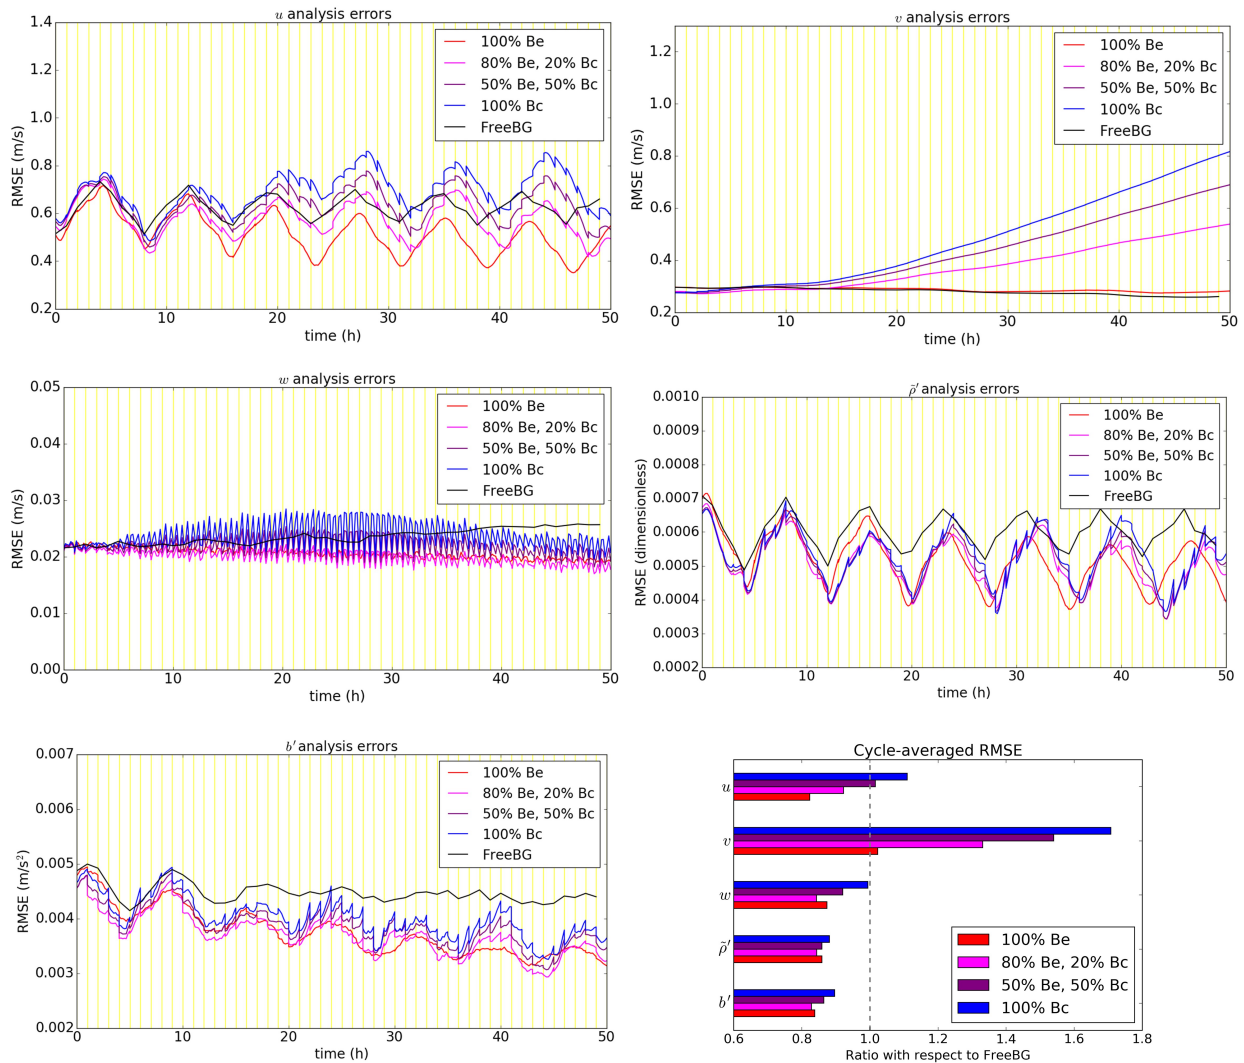 u analysis errors
1.4
1.2
1.0
0.8
0.6
0.4
0.2
RMSE (m/s)
100% Be
80% Be, 20% Bc
50% Be, 50% Bc
100% Bc
FreeBG
0 10 20 30 40 50
time (h)
v analysis errors
1.2
1.0
0.8
0.6
0.4
0.2
RMSE (m/s)
100% Be
80% Be, 20% Bc
50% Be, 50% Bc
100% Bc
FreeBG
0 10 20 30 40 50
time (h)
w analysis errors
0.05
0.04
0.03
0.02
0.01
0.00
RMSE (m/s)
100% Be
80% Be, 20% Bc
50% Be, 50% Bc
100% Bc
FreeBG
0 10 20 30 40 50
time (h)
ρ̃′ analysis errors
0.0010
0.0009
0.0008
0.0007
0.0006
0.0005
0.0004
0.0003
0.0002
RMSE (dimensionless)
100% Be
80% Be, 20% Bc
50% Be, 50% Bc
100% Bc
FreeBG
0 10 20 30 40 50
time (h)
b′ analysis errors
0.007
0.006
0.005
0.004
0.003
0.002
RMSE (m/s²)
100% Be
80% Be, 20% Bc
50% Be, 50% Bc
100% Bc
FreeBG
0 10 20 30 40 50
time (h)
Cycle-averaged RMSE
u
v
w
ρ̃′
b′
100% Be
80% Be, 20% Bc
50% Be, 50% Bc
100% Bc
0.6 0.8 1.0 1.2 1.4 1.6 1.8
Ratio with respect to FreeBG